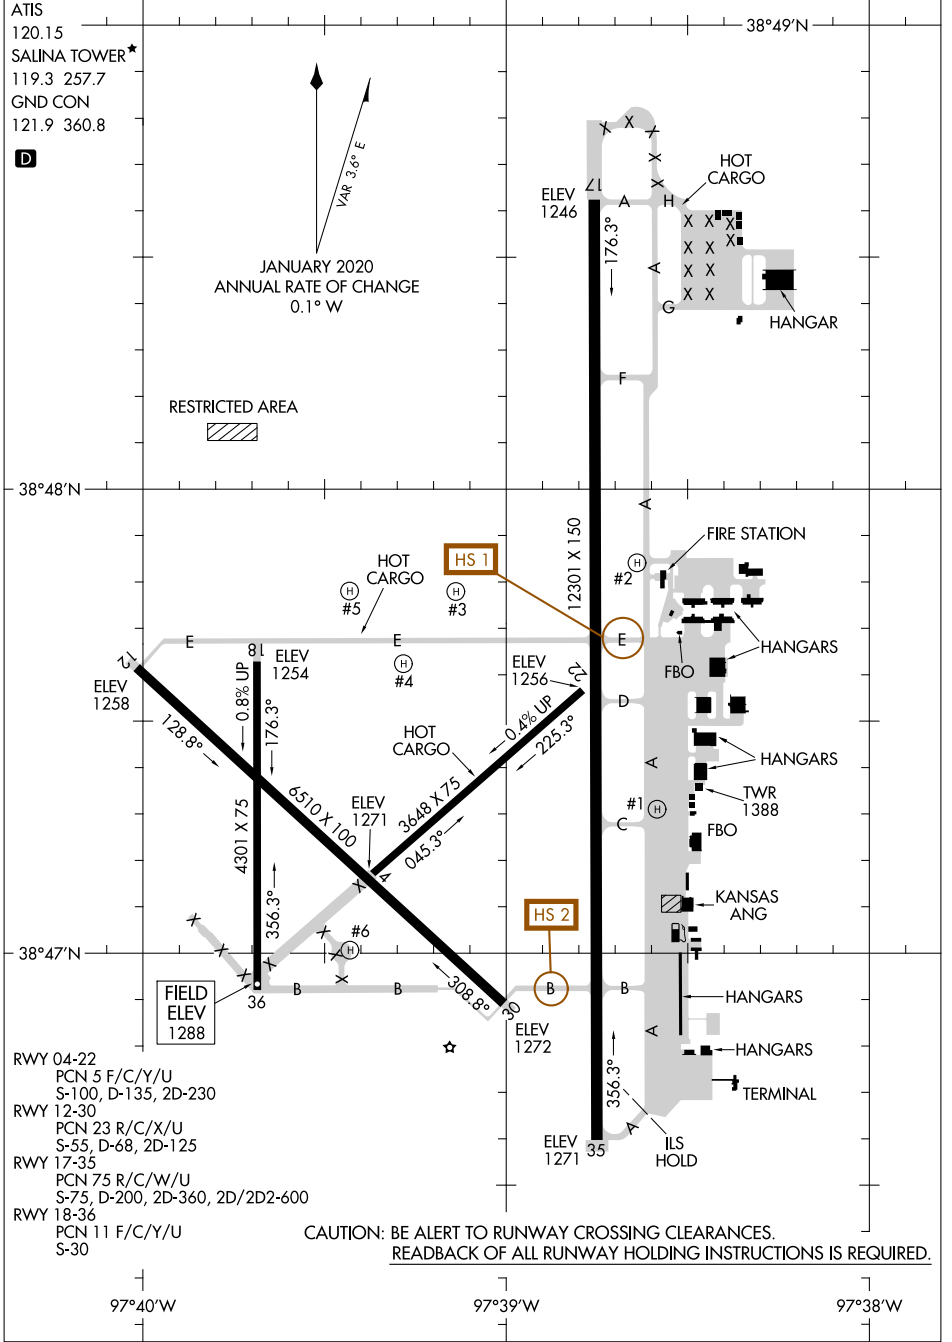 ATIS
120.15
SALINA TOWER
119.3 257.7
GND CON
121.9 360.8
D
VAR 3.6° E
JANUARY 2020
ANNUAL RATE OF CHANGE
0.1° W
38°49'N
X X X
X
X
HOT
CARGO
ELEV
1246
17
A
H
X X X
X X X
X X
X X
176.3°
A
G
HANGAR
F
RESTRICTED AREA
38°48'N
A
12301 X 150
FIRE STATION
HS 1
HOT
CARGO
H
#2
H
#5
H
#3
E
E
E
HANGARS
FBO
12
18
ELEV
1254
H
#4
ELEV
1256
22
ELEV
1258
0.8% UP
176.3°
128.8°
D
0.4% UP
225.3°
HOT
CARGO
A
HANGARS
6510 X 100
ELEV
1271
3648 X 75
045.3°
#1
H
TWR
1388
C
FBO
4301 X 75
X
4
356.3°
KANSAS
ANG
HS 2
X
X
X
X
X
X
X
#6
H
38°47'N
FIELD
ELEV
1288
36
B
B
308.8°
30
B
B
HANGARS
ELEV
1272
A
HANGARS
TERMINAL
356.3°
A
ILS
HOLD
ELEV
1271
35
RWY 04-22
PCN 5 F/C/Y/U
S-100, D-135, 2D-230
RWY 12-30
PCN 23 R/C/X/U
S-55, D-68, 2D-125
RWY 17-35
PCN 75 R/C/W/U
S-75, D-200, 2D-360, 2D/2D2-600
RWY 18-36
PCN 11 F/C/Y/U
S-30
CAUTION: BE ALERT TO RUNWAY CROSSING CLEARANCES.
READBACK OF ALL RUNWAY HOLDING INSTRUCTIONS IS REQUIRED.
97°40'W
97°39'W
97°38'W